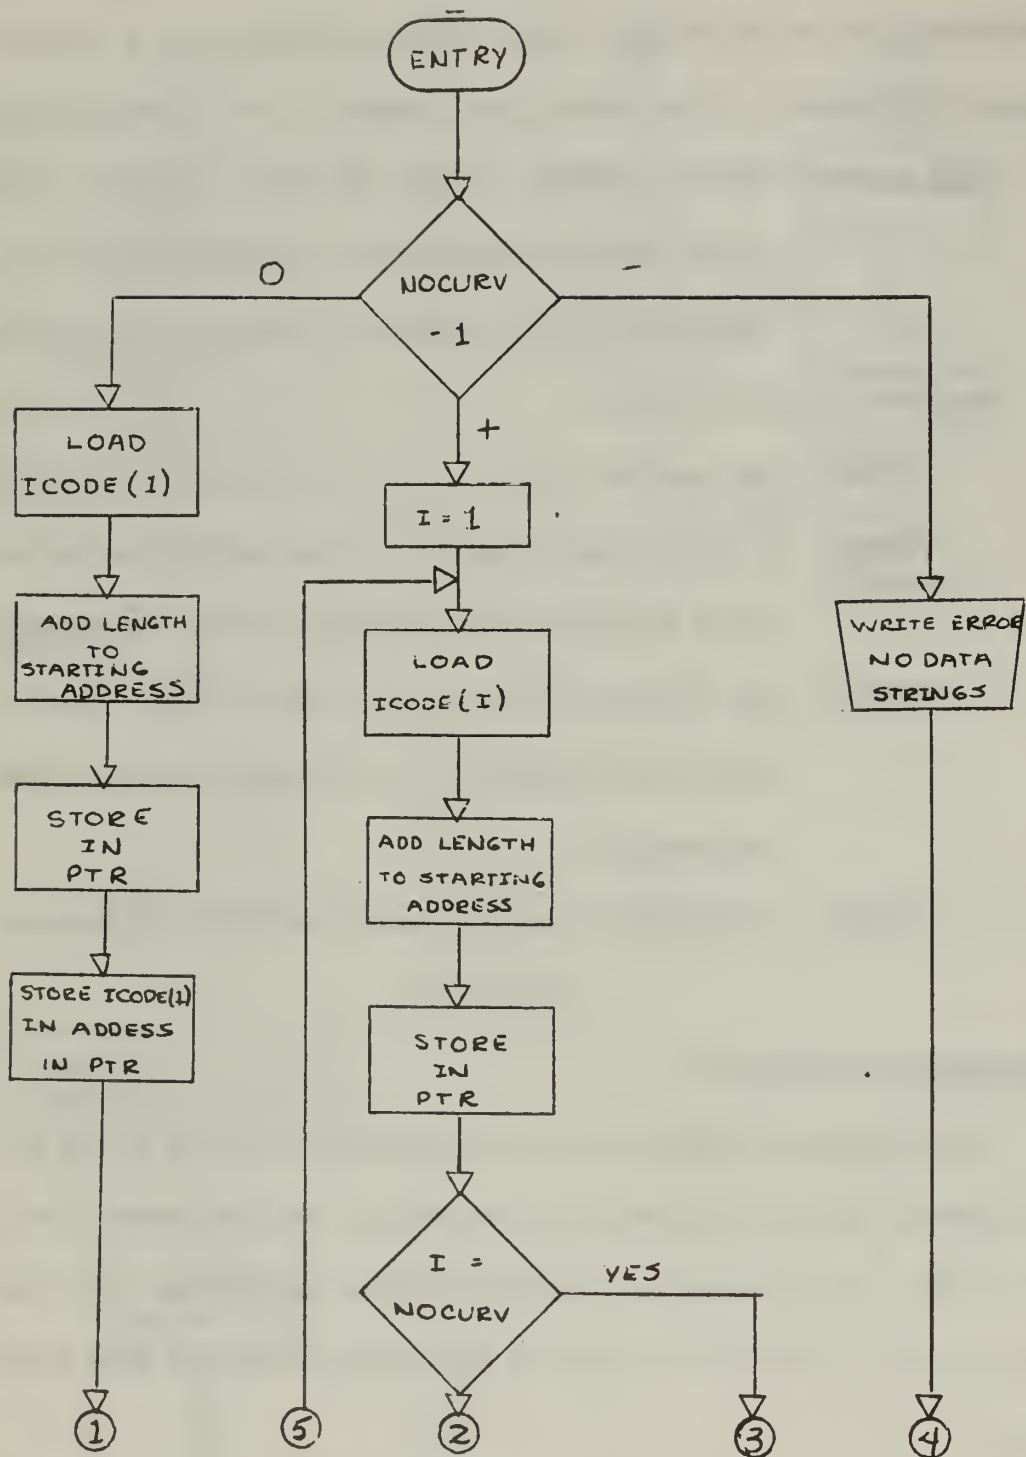 ENTRY
NOCURV
- 1
O
-
+
LOAD
ICODE(1)
ADD LENGTH
TO
STARTING
ADDRESS
STORE
IN
PTR
STORE ICODE(1)
IN ADDESS
IN PTR
I = 1
LOAD
ICODE(I)
ADD LENGTH
TO STARTING
ADDRESS
STORE
IN
PTR
I =
NOCURV
YES
WRITE ERROR
NO DATA
STRINGS
1
5
2
3
4